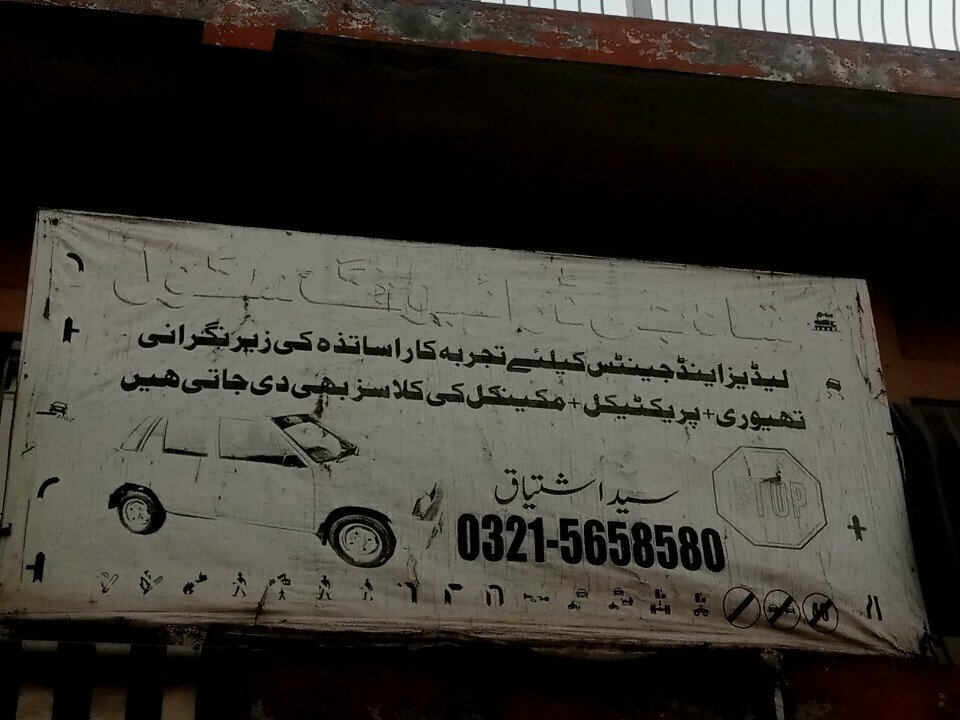 لیڈیز اینڈ جینٹس کیلئے تجربہ کار اساتذہ کی زیر نگرانی
تھیوری + پریکٹیکل + مکینکل کی کلاسز بھی دی جاتی ھیں
سید اشتیاق
0321-5658580
STOP